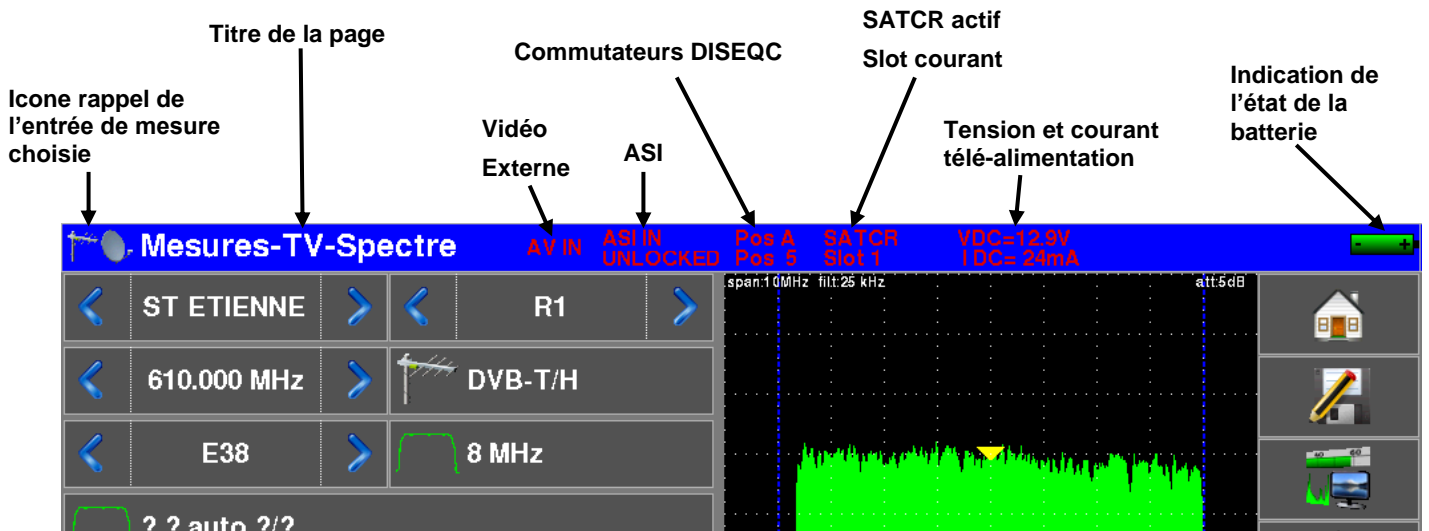 SATCR actif
Slot courant
Titre de la page
Commutateurs DISEQC
Indication de
l'état de la
batterie
Icone rappel de
l'entrée de mesure
choisie
Vidéo
Externe
ASI
Tension et courant
télé-alimentation
Mesures-TV-Spectre
AV IN
ASI IN
UNLOCKED
Pos A
Pos 5
SATCR
Slot 1
VDC=12.9V
I DC= 24mA
- +
ST ETIENNE
R1
span:10MHz filt:25 kHz
att:5dB
610.000 MHz
DVB-T/H
E38
8 MHz
40 60
? ? auto ?/?